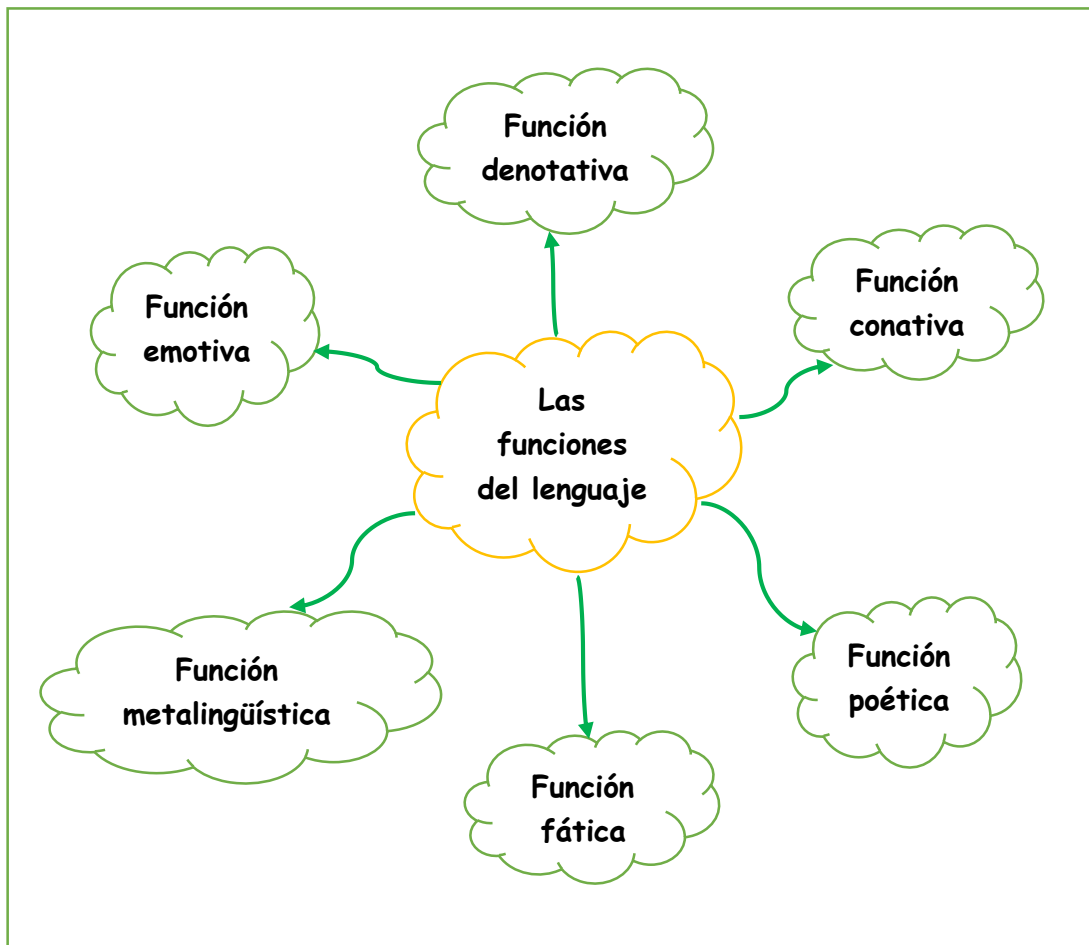 Función
denotativa
Función
conativa
Función
emotiva
Las
funciones
del lenguaje
Función
poética
Función
metalingüística
Función
fática